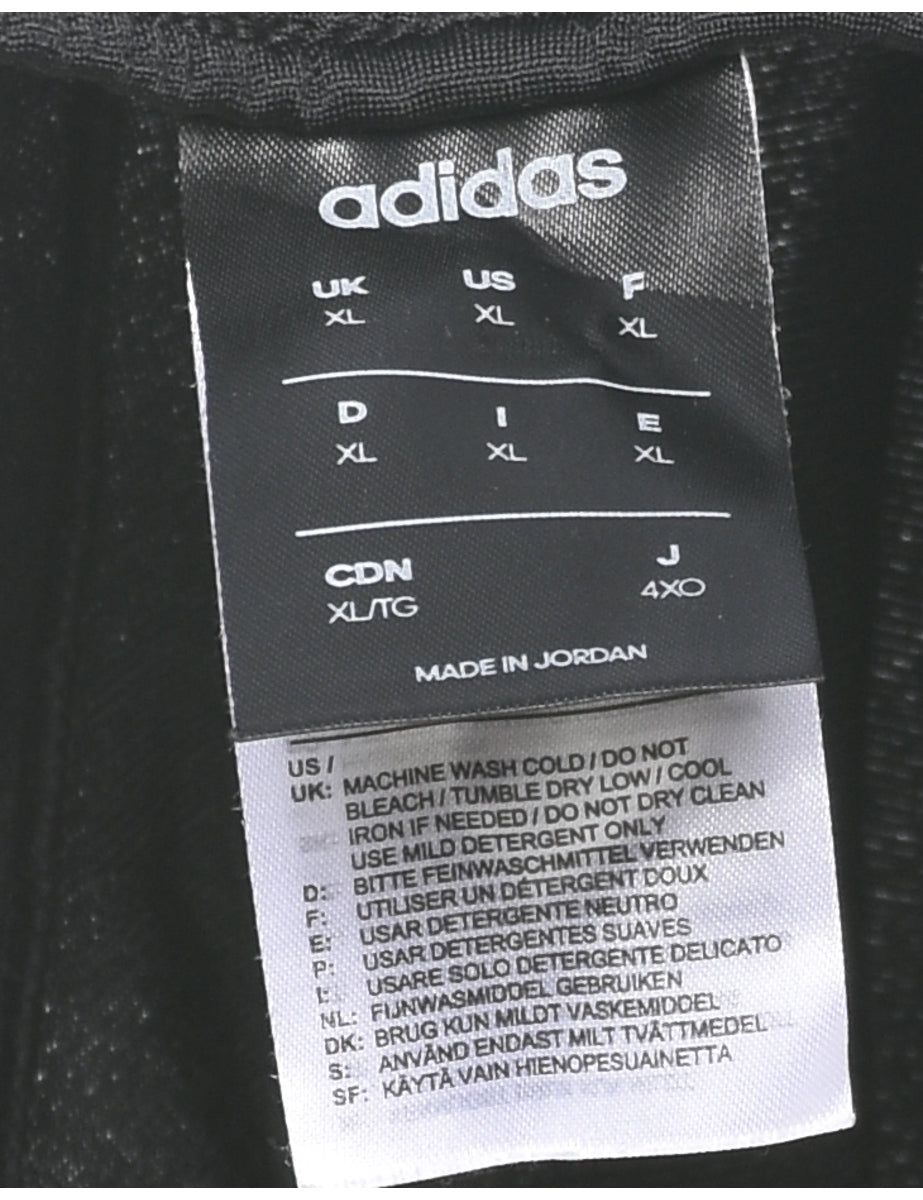 adidas
UK US F
XL XL XL
D I E
XL XL XL
CDN J
XL/TG 4XO
MADE IN JORDAN
US /
UK: MACHINE WASH COLD / DO NOT
BLEACH / TUMBLE DRY LOW / COOL
IRON IF NEEDED / DO NOT DRY CLEAN
USE MILD DETERGENT ONLY
D: BITTE FEINWASCHMITTEL VERWENDEN
F: UTILISER UN DÉTERGENT DOUX
E: USAR DETERGENTE NEUTRO
P: USAR DETERGENTES SUAVES
I: USARE SOLO DETERGENTE DELICATO
NL: FIJNWASMIDDEL GEBRUIKEN
DK: BRUG KUN MILDT VASKEMIDDEL
S: ANVÄND ENDAST MILT TVÄTTMEDEL
SF: KÄYTÄ VAIN HIENOPESUAINETTA